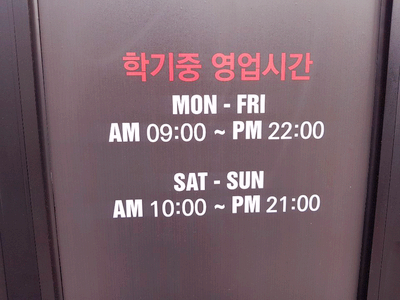 학기중 영업시간
MON - FRI
AM 09:00 ~ PM 22:00
SAT - SUN
AM 10:00 ~ PM 21:00